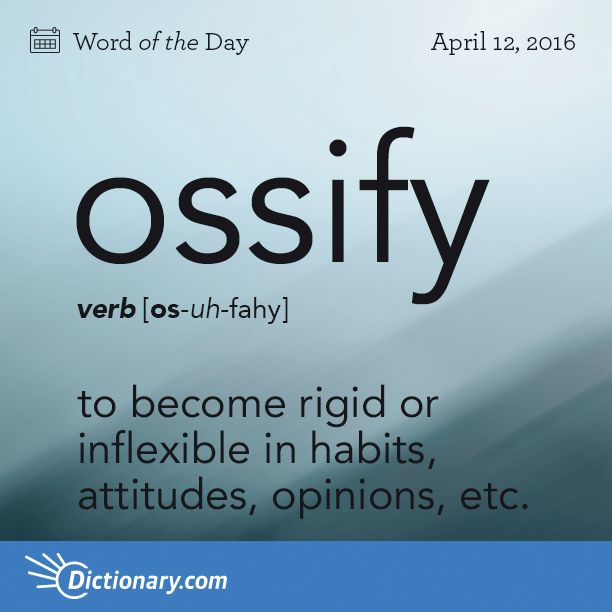 Word of the Day
April 12, 2016
ossify
verb [os-uh-fahy]
to become rigid or
inflexible in habits,
attitudes, opinions, etc.
Dictionary.com